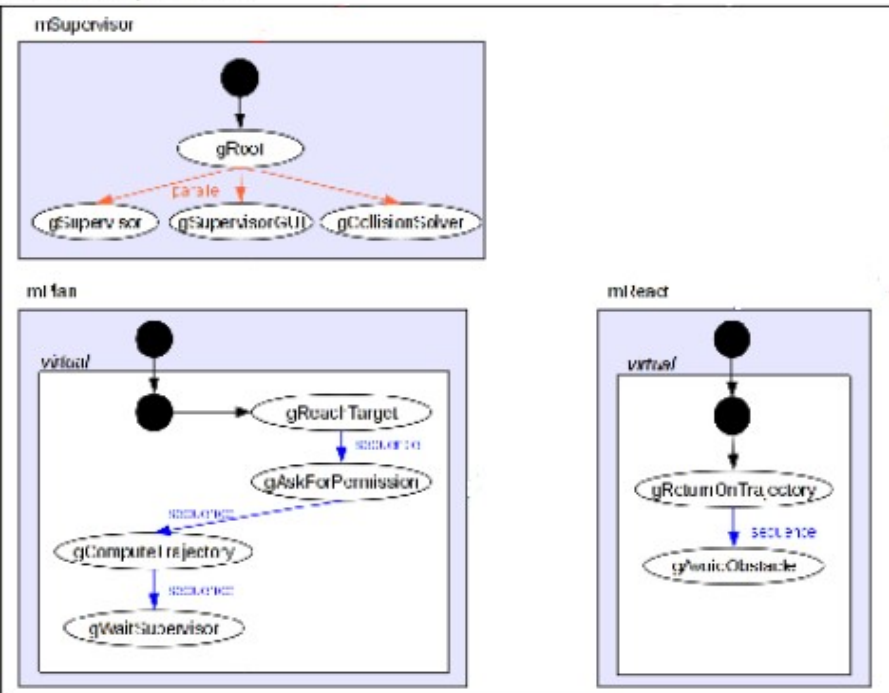 mSupervisor
gRoot
paralle
gSupervisor
gSupervisorGUI
gCollisionSolver
mPlan
mReact
virtual
virtual
gReachTarget
sequence
gAskForPermission
gReturnOnTrajectory
sequence
sequence
gComputeTrajectory
gAvoidObstacle
sequence
gWaitSupervisor